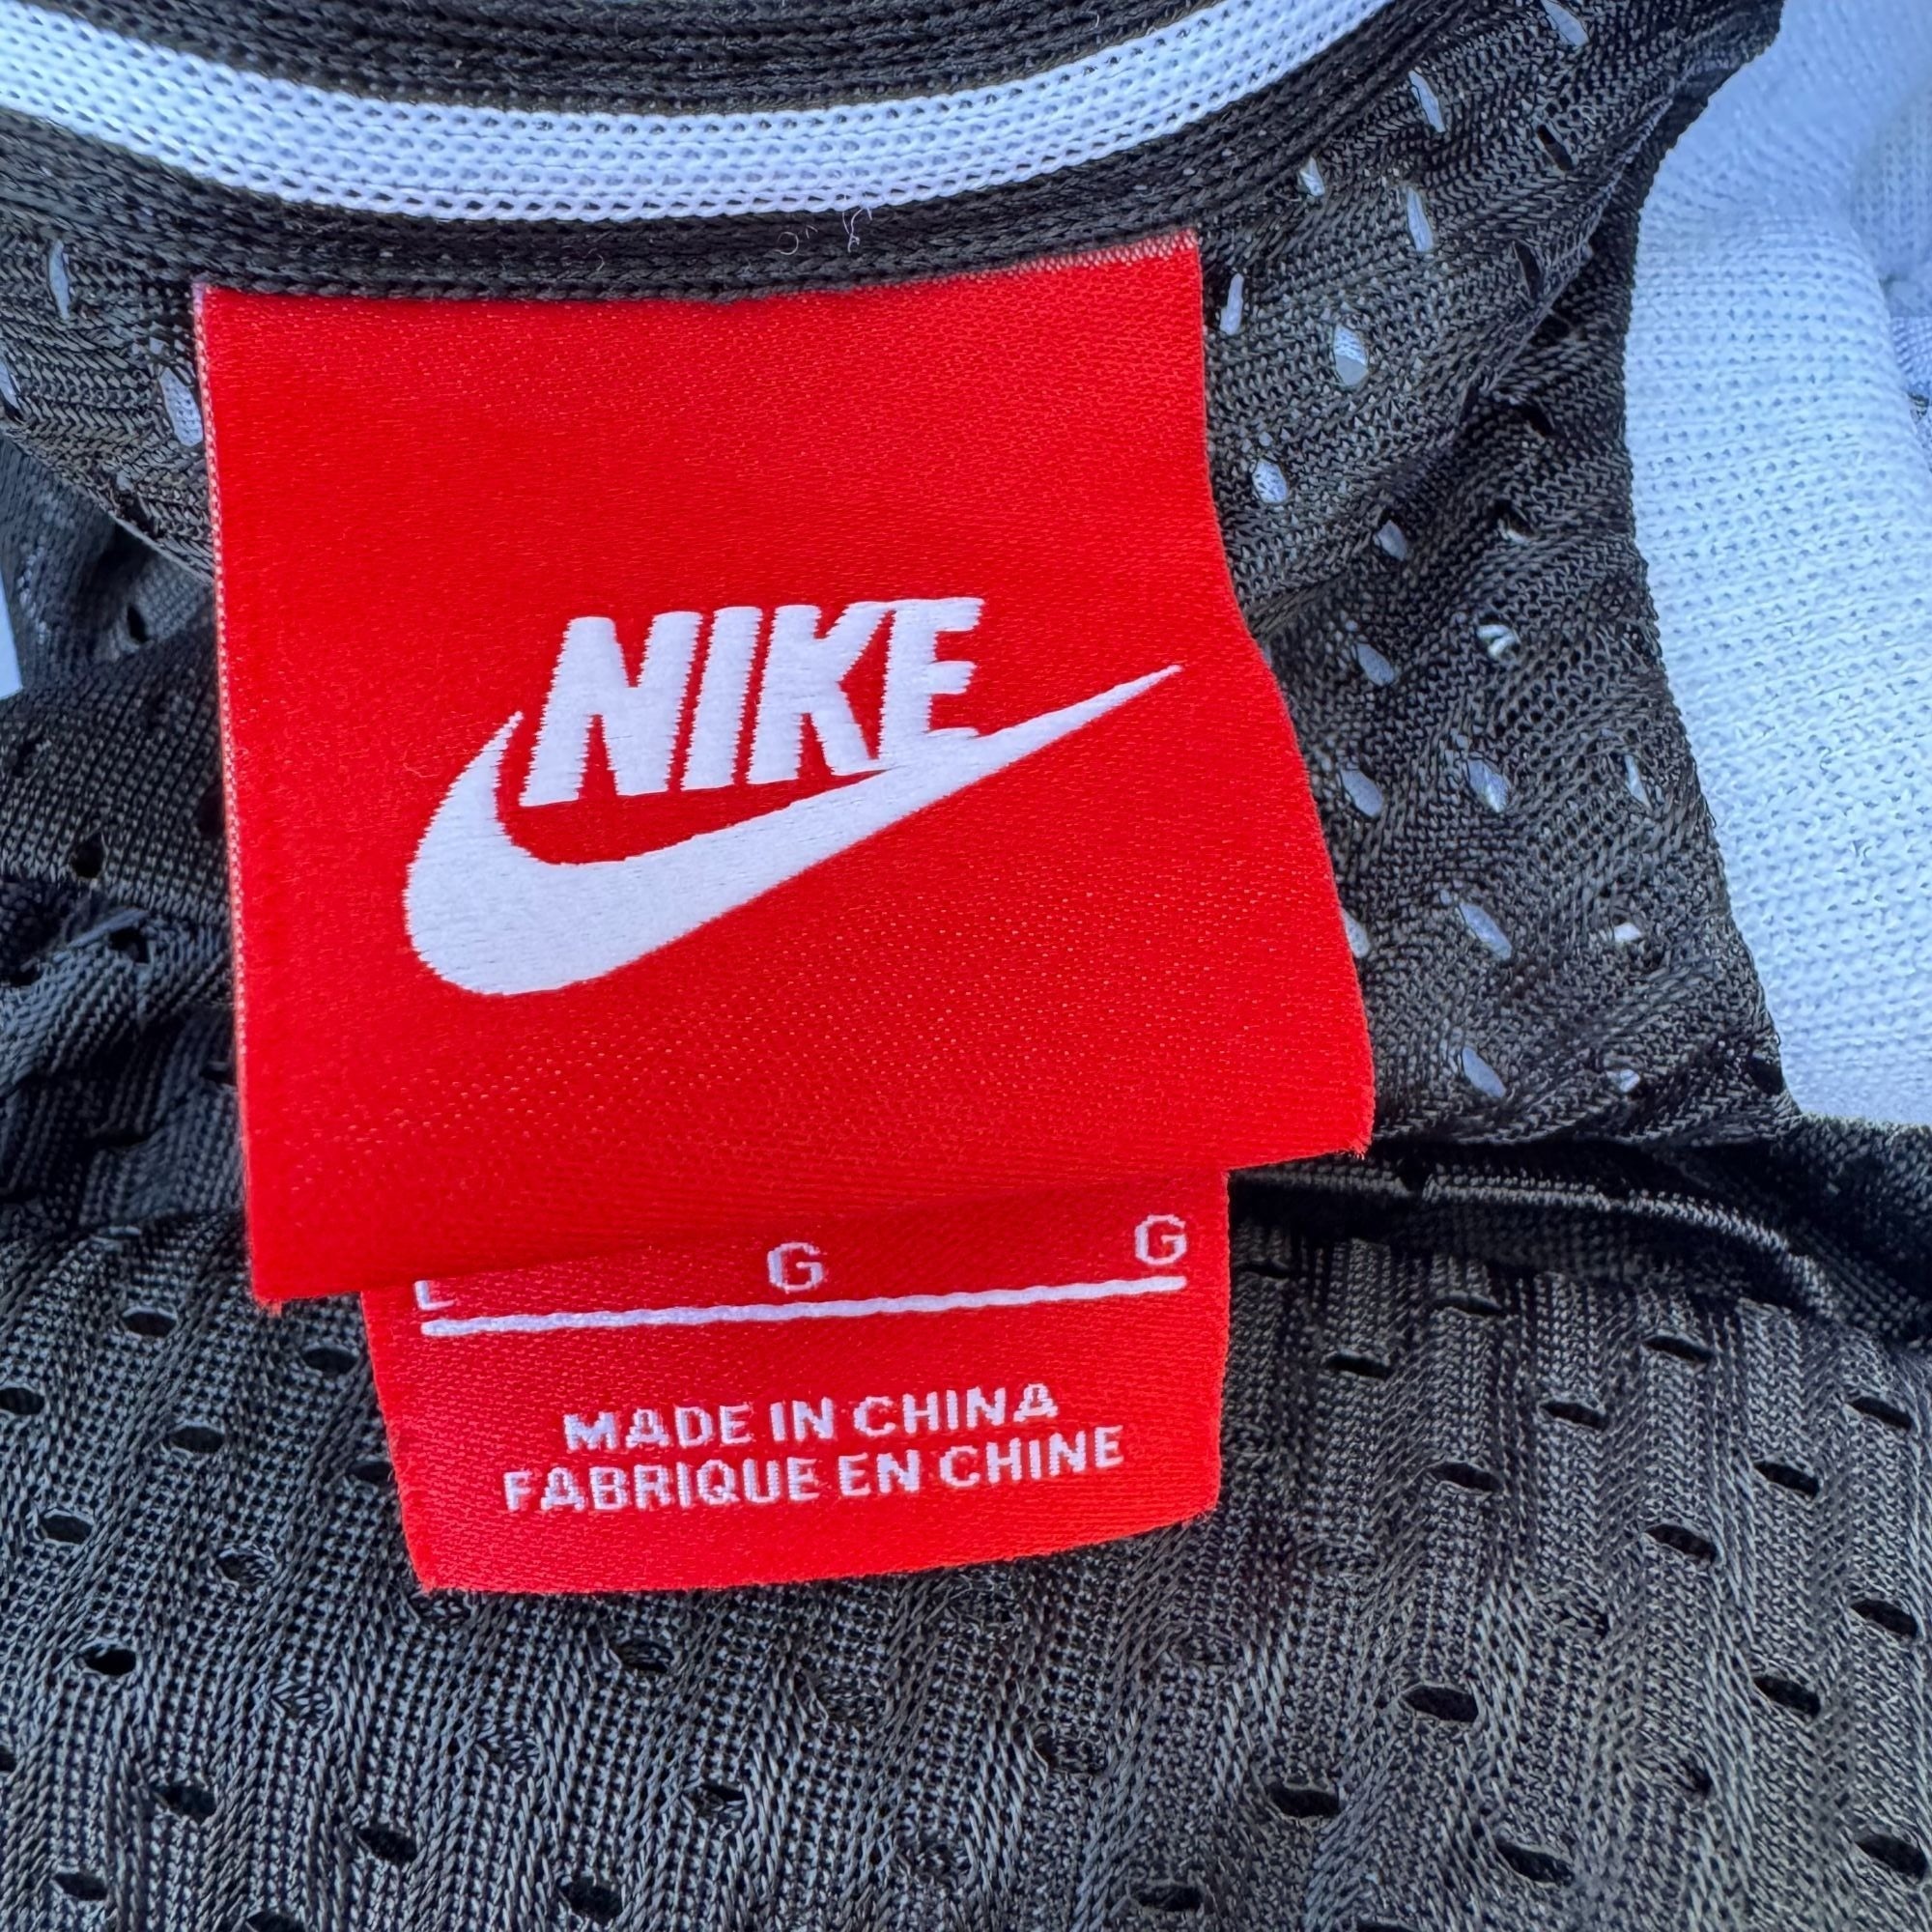 NIKE
L G G
MADE IN CHINA
FABRIQUE EN CHINE